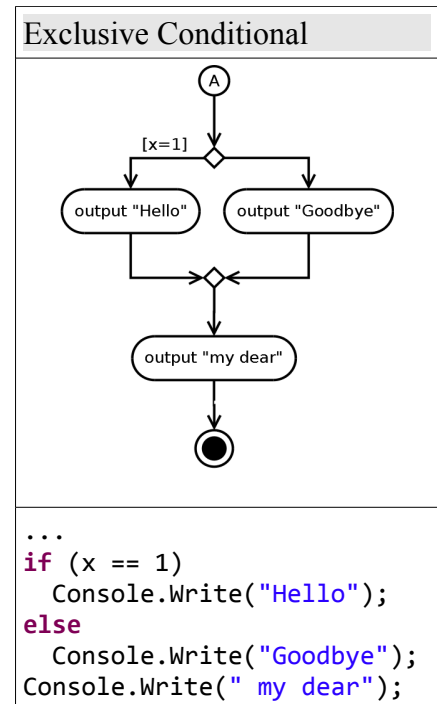 Exclusive Conditional
A
[x=1]
output "Hello"
output "Goodbye"
output "my dear"
...
if (x == 1)
  Console.Write("Hello");
else
  Console.Write("Goodbye");
Console.Write(" my dear");